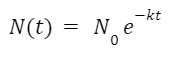 N(t) = N₀e⁻ᵏᵗ